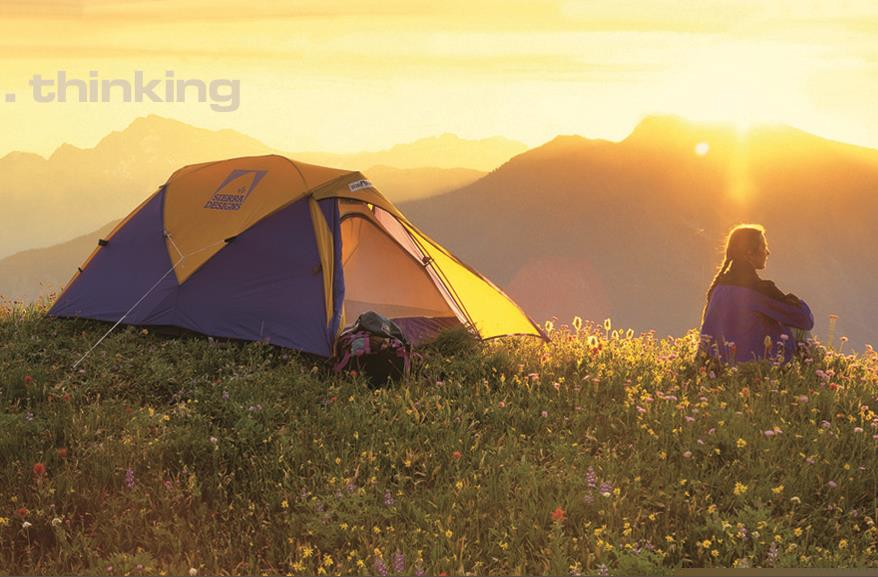 . thinking
SIERRA
DESIGNS